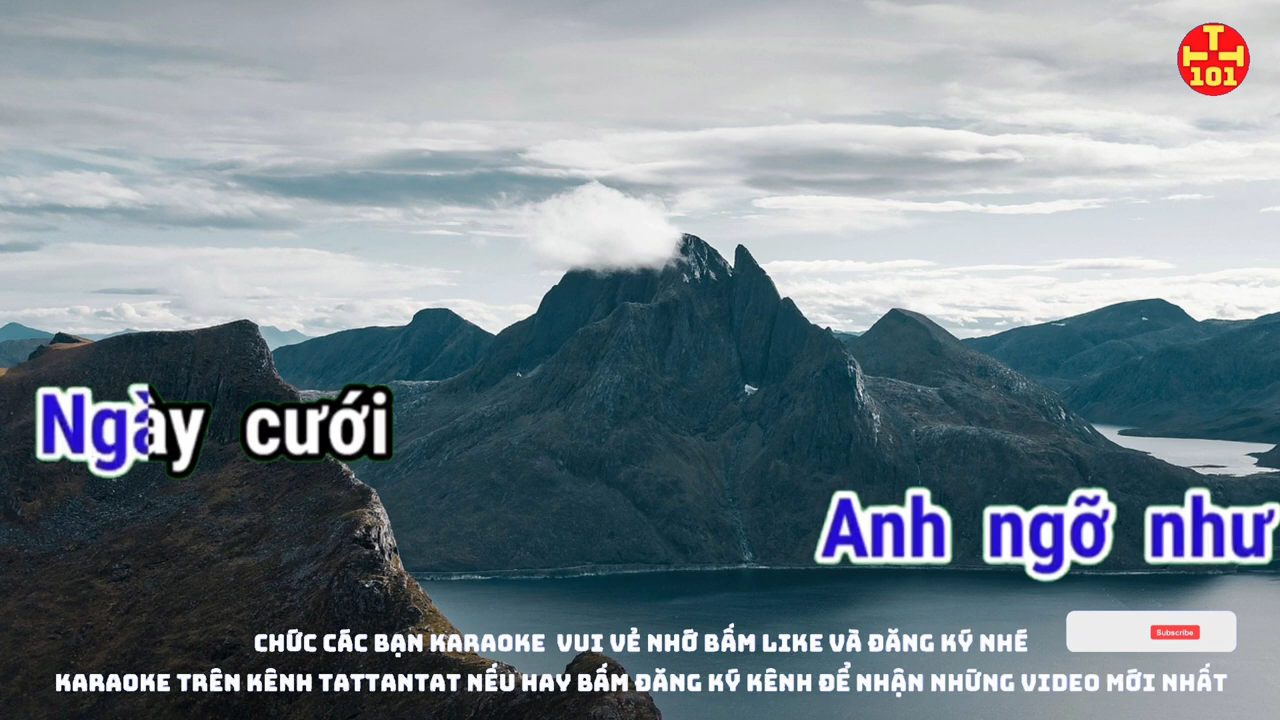 T
T T
101
Ngày cưới
Anh ngỡ như
CHÚC CÁC BẠN KARAOKE VUI VẺ NHỚ BẤM LIKE VÀ ĐĂNG KÝ NHÉ
Subscribe
KARAOKE TRÊN KÊNH TATTANTAT NẾU HAY BẤM ĐĂNG KÝ KÊNH ĐỂ NHẬN NHỮNG VIDEO MỚI NHẤT